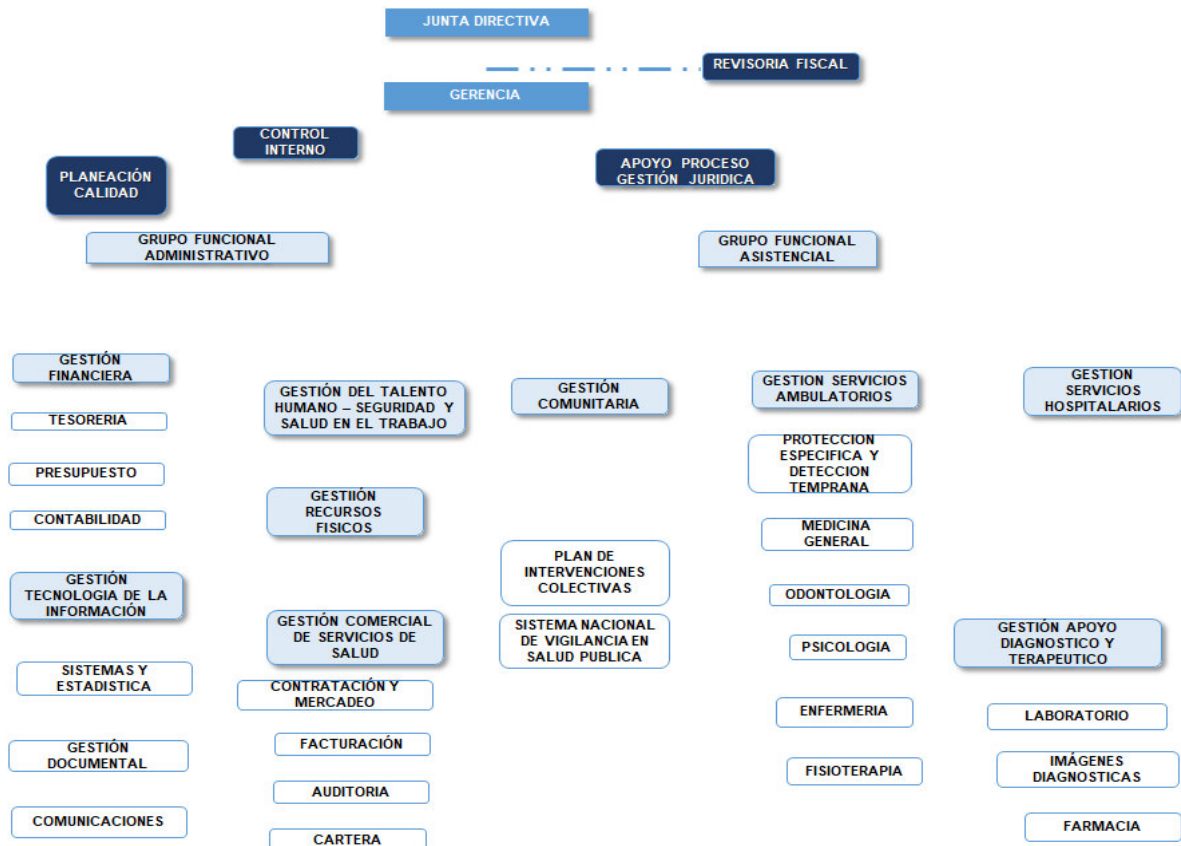 JUNTA DIRECTIVA
REVISORIA FISCAL
GERENCIA
CONTROL
INTERNO
APOYO PROCESO
GESTIÓN JURIDICA
PLANEACIÓN
CALIDAD
GRUPO FUNCIONAL
ADMINISTRATIVO
GRUPO FUNCIONAL
ASISTENCIAL
GESTIÓN
FINANCIERA
TESORERIA
PRESUPUESTO
CONTABILIDAD
GESTIÓN
TECNOLOGIA DE LA
INFORMACIÓN
SISTEMAS Y
ESTADISTICA
GESTIÓN
DOCUMENTAL
COMUNICACIONES
GESTIÓN DEL TALENTO
HUMANO – SEGURIDAD Y
SALUD EN EL TRABAJO
GESTIIÓN
RECURSOS
FISICOS
GESTIÓN COMERCIAL
DE SERVICIOS DE
SALUD
CONTRATACIÓN Y
MERCADEO
FACTURACIÓN
AUDITORIA
CARTERA
GESTIÓN
COMUNITARIA
PLAN DE
INTERVENCIONES
COLECTIVAS
SISTEMA NACIONAL
DE VIGILANCIA EN
SALUD PUBLICA
GESTION SERVICIOS
AMBULATORIOS
PROTECCION
ESPECIFICA Y
DETECCION
TEMPRANA
MEDICINA
GENERAL
ODONTOLOGIA
PSICOLOGIA
ENFERMERIA
FISIOTERAPIA
GESTION
SERVICIOS
HOSPITALARIOS
GESTIÓN APOYO
DIAGNOSTICO Y
TERAPEUTICO
LABORATORIO
IMÁGENES
DIAGNOSTICAS
FARMACIA